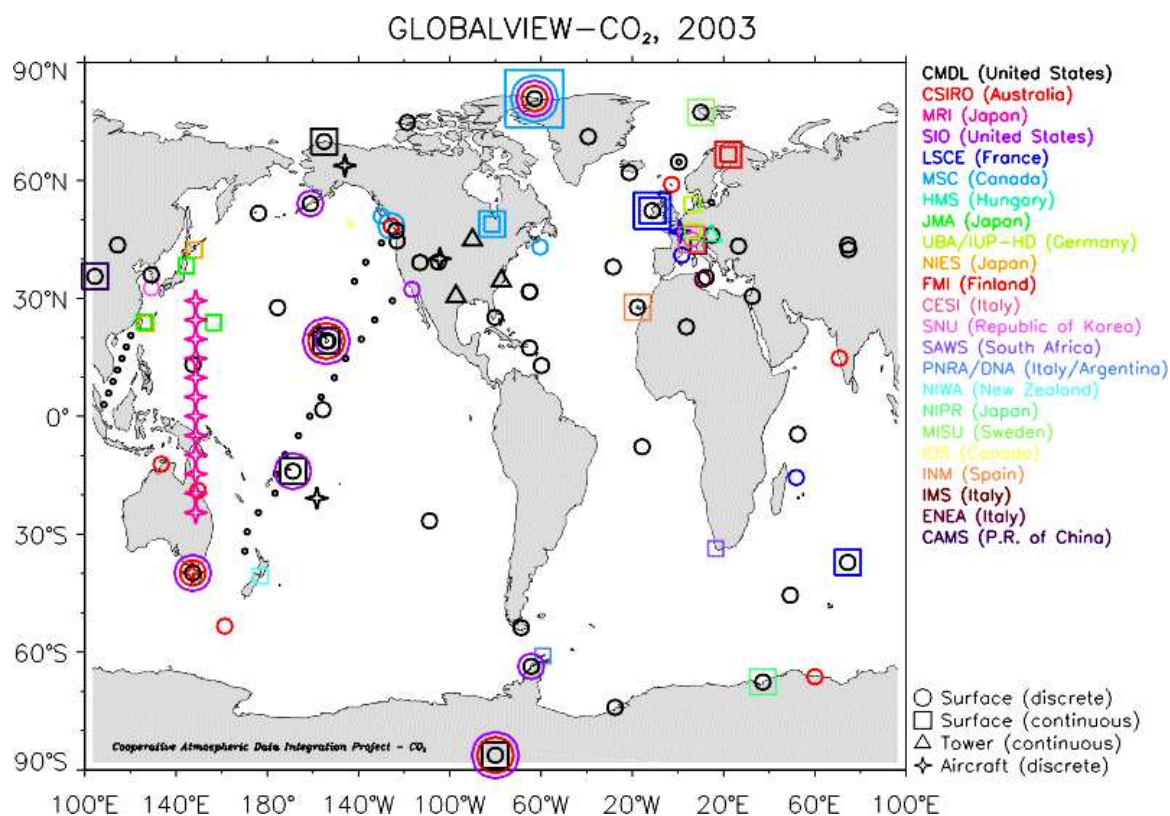 GLOBALVIEW–CO₂, 2003
90°N
60°N
30°N
0°
30°S
60°S
90°S
100°E 140°E 180° 140°W 100°W 60°W 20°W 20°E 60°E 100°E
Cooperative Atmospheric Data Integration Project – CO₂
CMDL (United States)
CSIRO (Australia)
MRI (Japan)
SIO (United States)
LSCE (France)
MSC (Canada)
HMS (Hungary)
JMA (Japan)
UBA/IUP–HD (Germany)
NIES (Japan)
FMI (Finland)
CESI (Italy)
SNU (Republic of Korea)
SAWS (South Africa)
PNRA/DNA (Italy/Argentina)
NIWA (New Zealand)
NIPR (Japan)
MISU (Sweden)
IOS (Canada)
INM (Spain)
IMS (Italy)
ENEA (Italy)
CAMS (P.R. of China)
Surface (discrete)
Surface (continuous)
Tower (continuous)
Aircraft (discrete)